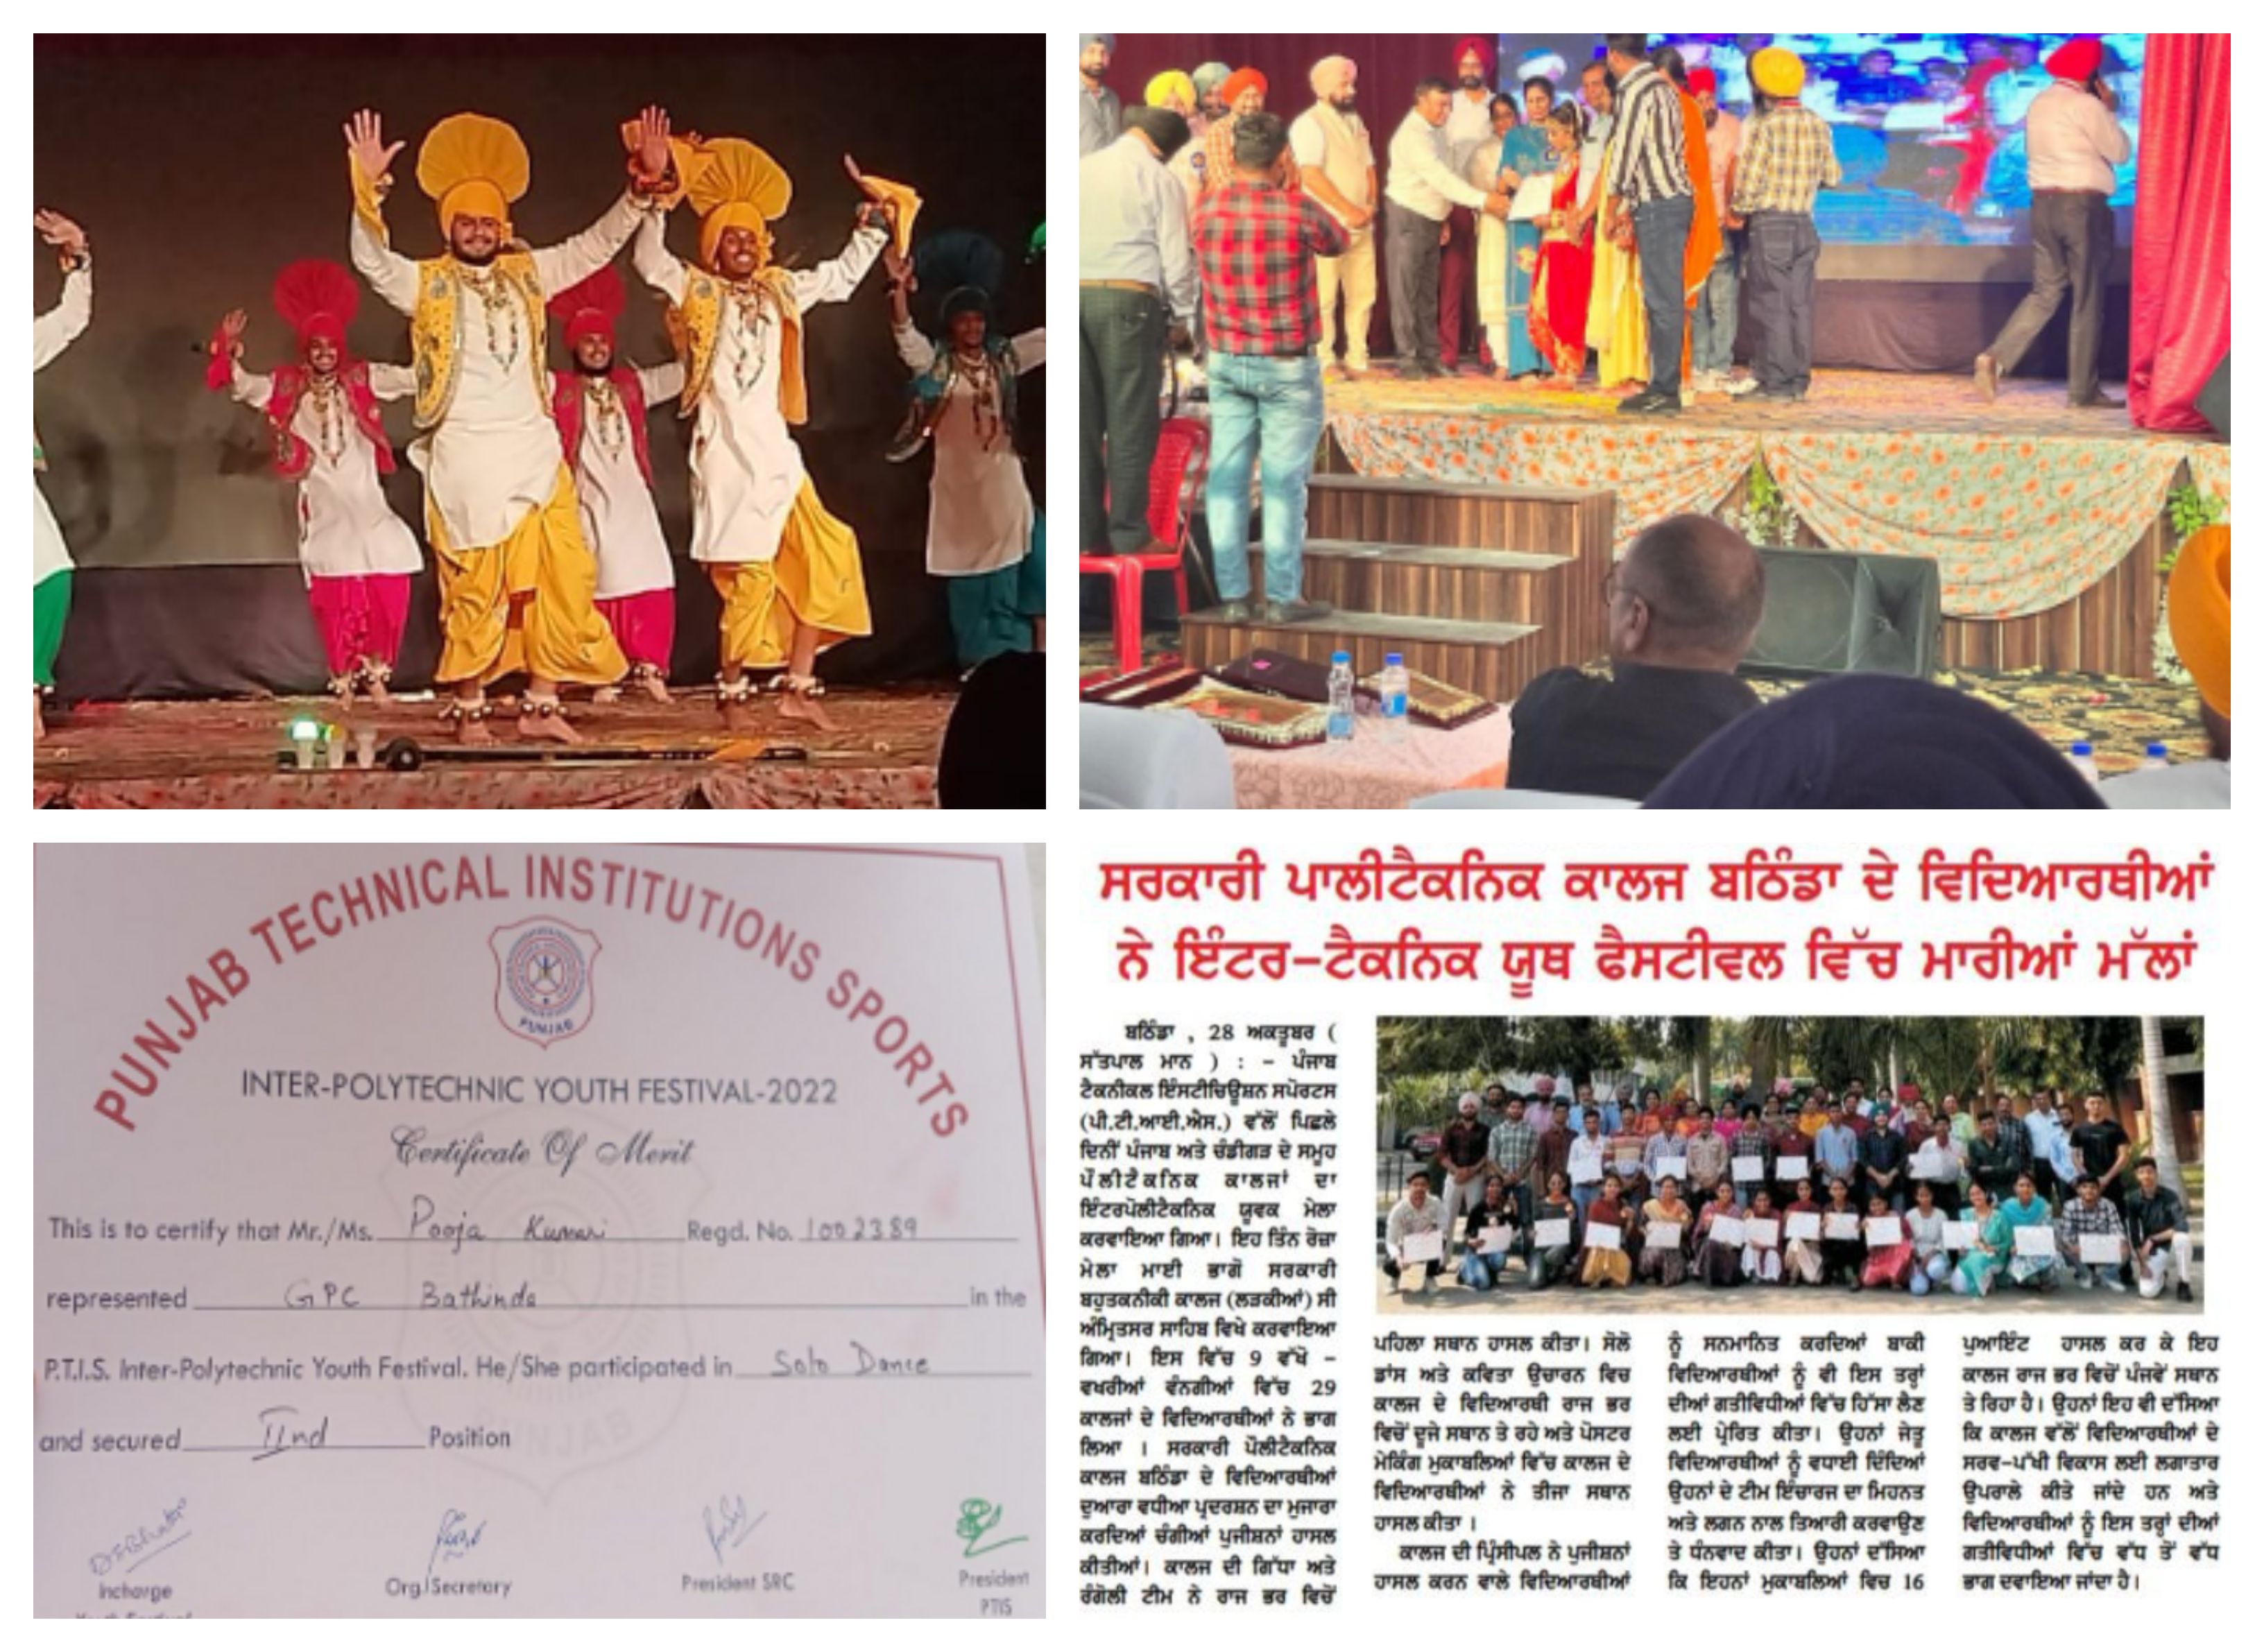 PUNJAB TECHNICAL INSTITUTIONS SPORTS
PUNJAB
INTER-POLYTECHNIC YOUTH FESTIVAL-2022
Certificate Of Merit
This is to certify that Mr./Ms. Pooja Kumari Regd. No. 1002389
represented GPC Bathinda in the
P.T.I.S. Inter-Polytechnic Youth Festival. He/She participated in Solo Dance
and secured IInd Position
PUNJAB
Incharge
Youth Festival
Org. Secretary
President SRC
President
PTIS
ਸਰਕਾਰੀ ਪਾਲੀਟੈਕਨਿਕ ਕਾਲਜ ਬਠਿੰਡਾ ਦੇ ਵਿਦਿਆਰਥੀਆਂ
ਨੇ ਇੰਟਰ-ਟੈਕਨਿਕ ਯੂਥ ਫੈਸਟੀਵਲ ਵਿੱਚ ਮਾਰੀਆਂ ਮੱਲਾਂ
ਬਠਿੰਡਾ , 28 ਅਕਤੂਬਰ (
ਸੱਤਪਾਲ ਮਾਨ ) : - ਪੰਜਾਬ
ਟੈਕਨੀਕਲ ਇੰਸਟੀਚਿਊਸ਼ਨ ਸਪੋਰਟਸ
(ਪੀ.ਟੀ.ਆਈ.ਐਸ.) ਵੱਲੋਂ ਪਿਛਲੇ
ਦਿਨੀਂ ਪੰਜਾਬ ਅਤੇ ਚੰਡੀਗੜ ਦੇ ਸਮੂਹ
ਪੌਲੀਟੈਕਨਿਕ ਕਾਲਜਾਂ ਦਾ
ਇੰਟਰਪੋਲੀਟੈਕਨਿਕ ਯੂਵਕ ਮੇਲਾ
ਕਰਵਾਇਆ ਗਿਆ। ਇਹ ਤਿੰਨ ਰੋਜ਼ਾ
ਮੇਲਾ ਮਾਈ ਭਾਗੋ ਸਰਕਾਰੀ
ਬਹੁਤਕਨੀਕੀ ਕਾਲਜ (ਲੜਕੀਆਂ) ਸੀ
ਅੰਮ੍ਰਿਤਸਰ ਸਾਹਿਬ ਵਿਖੇ ਕਰਵਾਇਆ
ਗਿਆ। ਇਸ ਵਿੱਚ 9 ਵੱਖੋ -
ਵਖਰੀਆਂ ਵੰਨਗੀਆਂ ਵਿੱਚ 29
ਕਾਲਜਾਂ ਦੇ ਵਿਦਿਆਰਥੀਆਂ ਨੇ ਭਾਗ
ਲਿਆ । ਸਰਕਾਰੀ ਪੌਲੀਟੈਕਨਿਕ
ਕਾਲਜ ਬਠਿੰਡਾ ਦੇ ਵਿਦਿਆਰਥੀਆਂ
ਦੁਆਰਾ ਵਧੀਆ ਪ੍ਰਦਰਸ਼ਨ ਦਾ ਮੁਜਾਰਾ
ਕਰਦਿਆਂ ਚੰਗੀਆਂ ਪੁਜੀਸ਼ਨਾਂ ਹਾਸਲ
ਕੀਤੀਆਂ। ਕਾਲਜ ਦੀ ਗਿੱਧਾ ਅਤੇ
ਰੰਗੋਲੀ ਟੀਮ ਨੇ ਰਾਜ ਭਰ ਵਿਚੋਂ
ਪਹਿਲਾ ਸਥਾਨ ਹਾਸਲ ਕੀਤਾ। ਸੋਲੋ
ਡਾਂਸ ਅਤੇ ਕਵਿਤਾ ਉਚਾਰਨ ਵਿਚ
ਕਾਲਜ ਦੇ ਵਿਦਿਆਰਥੀ ਰਾਜ ਭਰ
ਵਿਚੋਂ ਦੂਜੇ ਸਥਾਨ ਤੇ ਰਹੇ ਅਤੇ ਪੋਸਟਰ
ਮੇਕਿੰਗ ਮੁਕਾਬਲਿਆਂ ਵਿੱਚ ਕਾਲਜ ਦੇ
ਵਿਦਿਆਰਥੀਆਂ ਨੇ ਤੀਜਾ ਸਥਾਨ
ਹਾਸਲ ਕੀਤਾ ।
ਕਾਲਜ ਦੀ ਪ੍ਰਿੰਸੀਪਲ ਨੇ ਪੁਜੀਸ਼ਨਾਂ
ਹਾਸਲ ਕਰਨ ਵਾਲੇ ਵਿਦਿਆਰਥੀਆਂ
ਨੂੰ ਸਨਮਾਨਿਤ ਕਰਦਿਆਂ ਬਾਕੀ
ਵਿਦਿਆਰਥੀਆਂ ਨੂੰ ਵੀ ਇਸ ਤਰ੍ਹਾਂ
ਦੀਆਂ ਗਤੀਵਿਧੀਆਂ ਵਿੱਚ ਹਿੱਸਾ ਲੈਣ
ਲਈ ਪ੍ਰੇਰਿਤ ਕੀਤਾ। ਉਹਨਾਂ ਜੇਤੂ
ਵਿਦਿਆਰਥੀਆਂ ਨੂੰ ਵਧਾਈ ਦਿੰਦਿਆਂ
ਉਹਨਾਂ ਦੇ ਟੀਮ ਇੰਚਾਰਜ ਦਾ ਮਿਹਨਤ
ਅਤੇ ਲਗਨ ਨਾਲ ਤਿਆਰੀ ਕਰਵਾਉਣ
ਤੇ ਧੰਨਵਾਦ ਕੀਤਾ। ਉਹਨਾਂ ਦੱਸਿਆ
ਕਿ ਇਹਨਾਂ ਮੁਕਾਬਲਿਆਂ ਵਿਚ 16
ਪੁਆਇੰਟ ਹਾਸਲ ਕਰ ਕੇ ਇਹ
ਕਾਲਜ ਰਾਜ ਭਰ ਵਿਚੋਂ ਪੰਜਵੇਂ ਸਥਾਨ
ਤੇ ਰਿਹਾ ਹੈ। ਉਹਨਾਂ ਇਹ ਵੀ ਦੱਸਿਆ
ਕਿ ਕਾਲਜ ਵੱਲੋਂ ਵਿਦਿਆਰਥੀਆਂ ਦੇ
ਸਰਵ-ਪੱਖੀ ਵਿਕਾਸ ਲਈ ਲਗਾਤਾਰ
ਉਪਰਾਲੇ ਕੀਤੇ ਜਾਂਦੇ ਹਨ ਅਤੇ
ਵਿਦਿਆਰਥੀਆਂ ਨੂੰ ਇਸ ਤਰ੍ਹਾਂ ਦੀਆਂ
ਗਤੀਵਿਧੀਆਂ ਵਿੱਚ ਵੱਧ ਤੋਂ ਵੱਧ
ਭਾਗ ਦਵਾਇਆ ਜਾਂਦਾ ਹੈ।